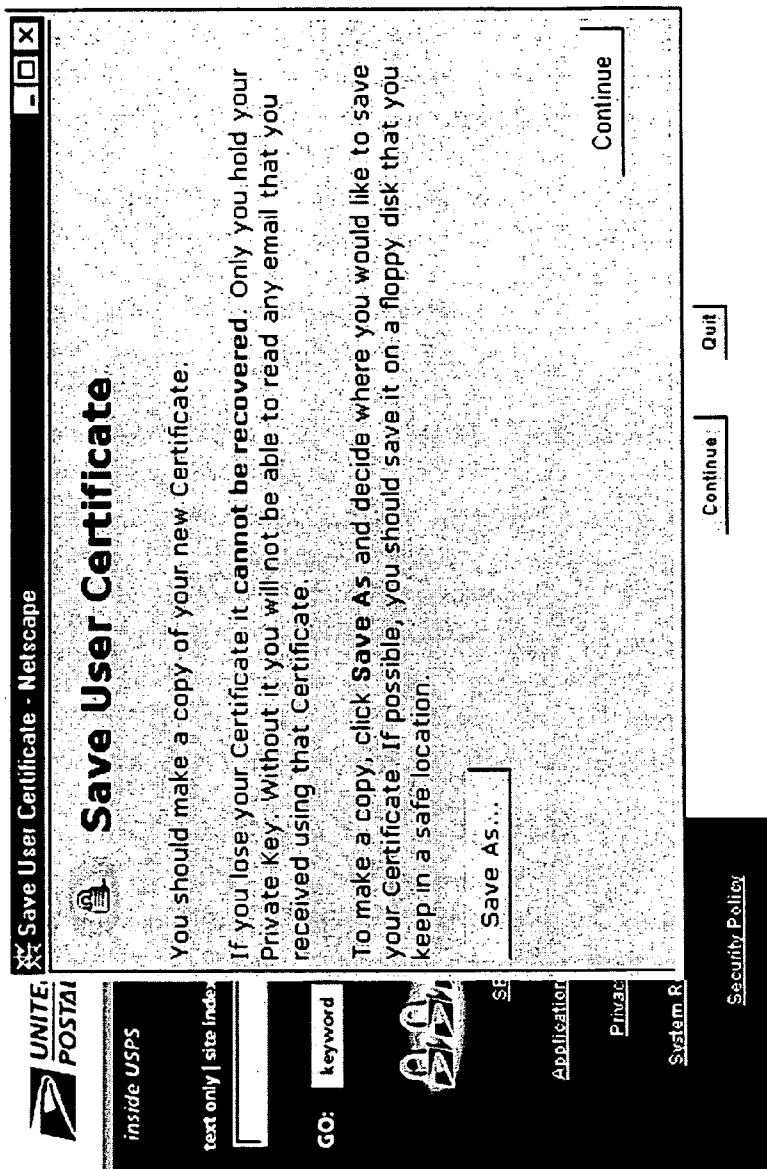 Save User Certificate - Netscape
Save User Certificate
You should make a copy of your new Certificate.
If you lose your Certificate it cannot be recovered. Only you hold your
Private Key. Without it you will not be able to read any email that you
received using that Certificate.
To make a copy, click Save As and decide where you would like to save
your Certificate. If possible, you should save it on a floppy disk that you
keep in a safe location.
Save As...
Continue
UNITE
POSTAL
inside USPS
text only | site index
GO:
keyword
SE
Application
Privac
System R
Security Policy
Continue
Quit